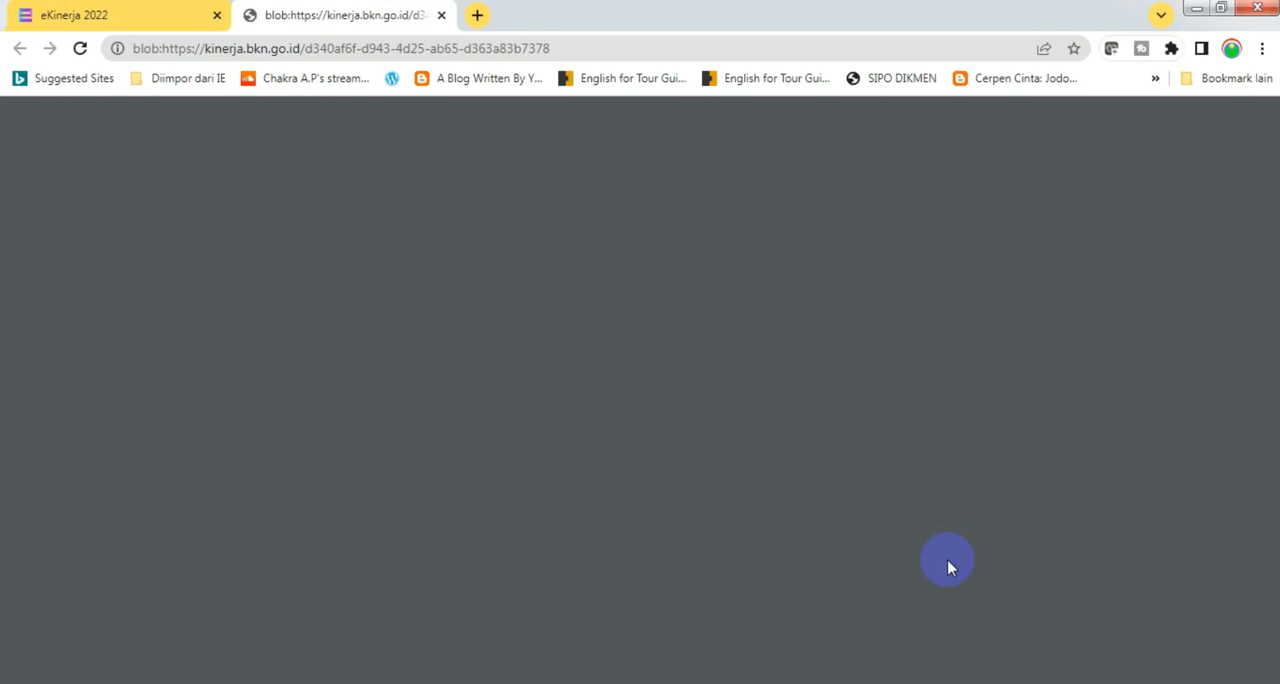 eKinerja 2022
blob:https://kinerja.bkn.go.id/d3-
blob:https://kinerja.bkn.go.id/d340af6f-d943-4d25-ab65-d363a83b7378
Suggested Sites
Diimpor dari IE
Chakra A.P's stream...
A Blog Written By Y...
English for Tour Gui...
English for Tour Gui...
SIPO DIKMEN
Cerpen Cinta: Jodo...
»
Bookmark lain